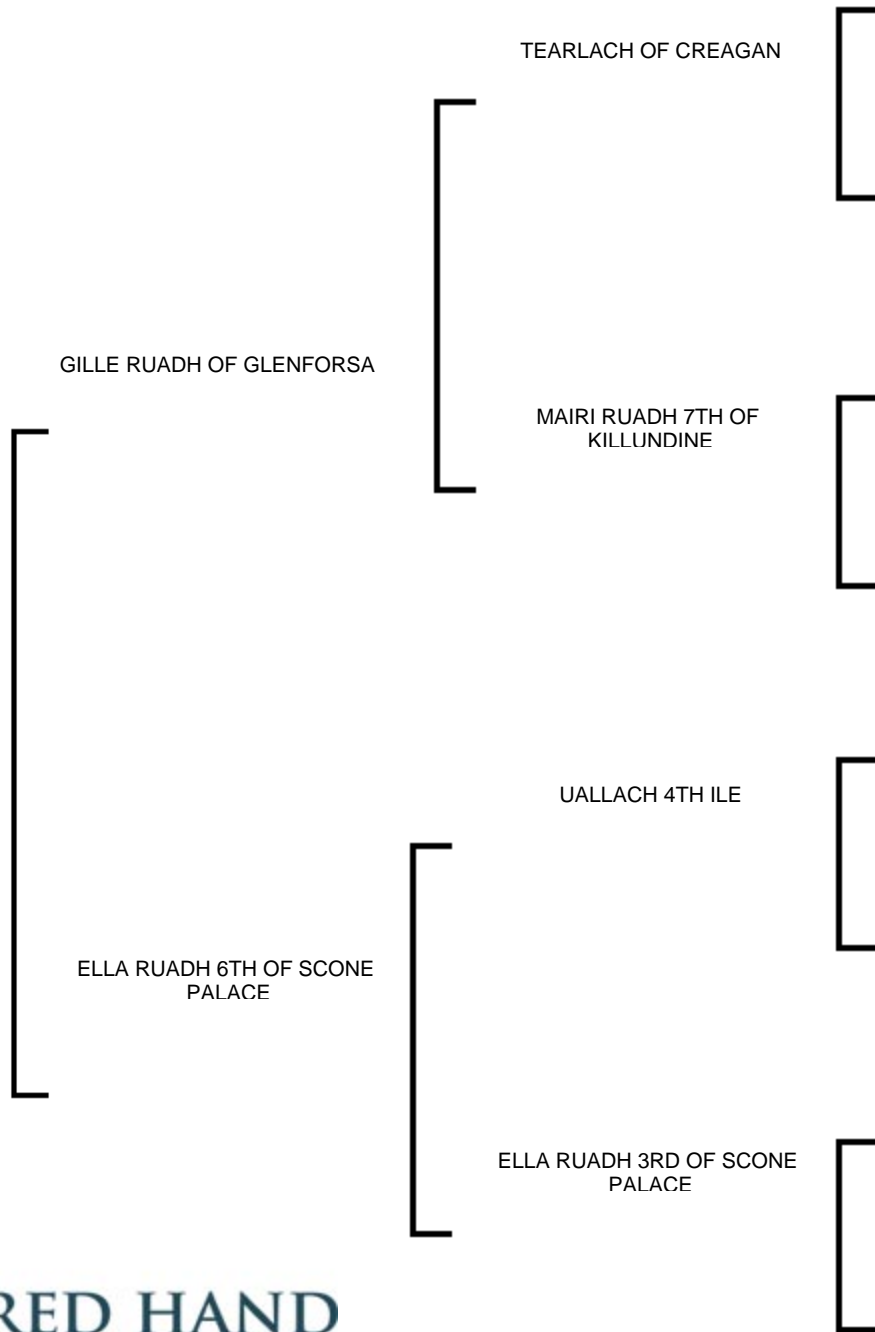 TEARLACH OF CREAGAN
GILLE RUADH OF GLENFORSA
MAIRI RUADH 7TH OF
KILLUNDINE
UALLACH 4TH ILE
ELLA RUADH 6TH OF SCONE
PALACE
ELLA RUADH 3RD OF SCONE
PALACE
RED HAND